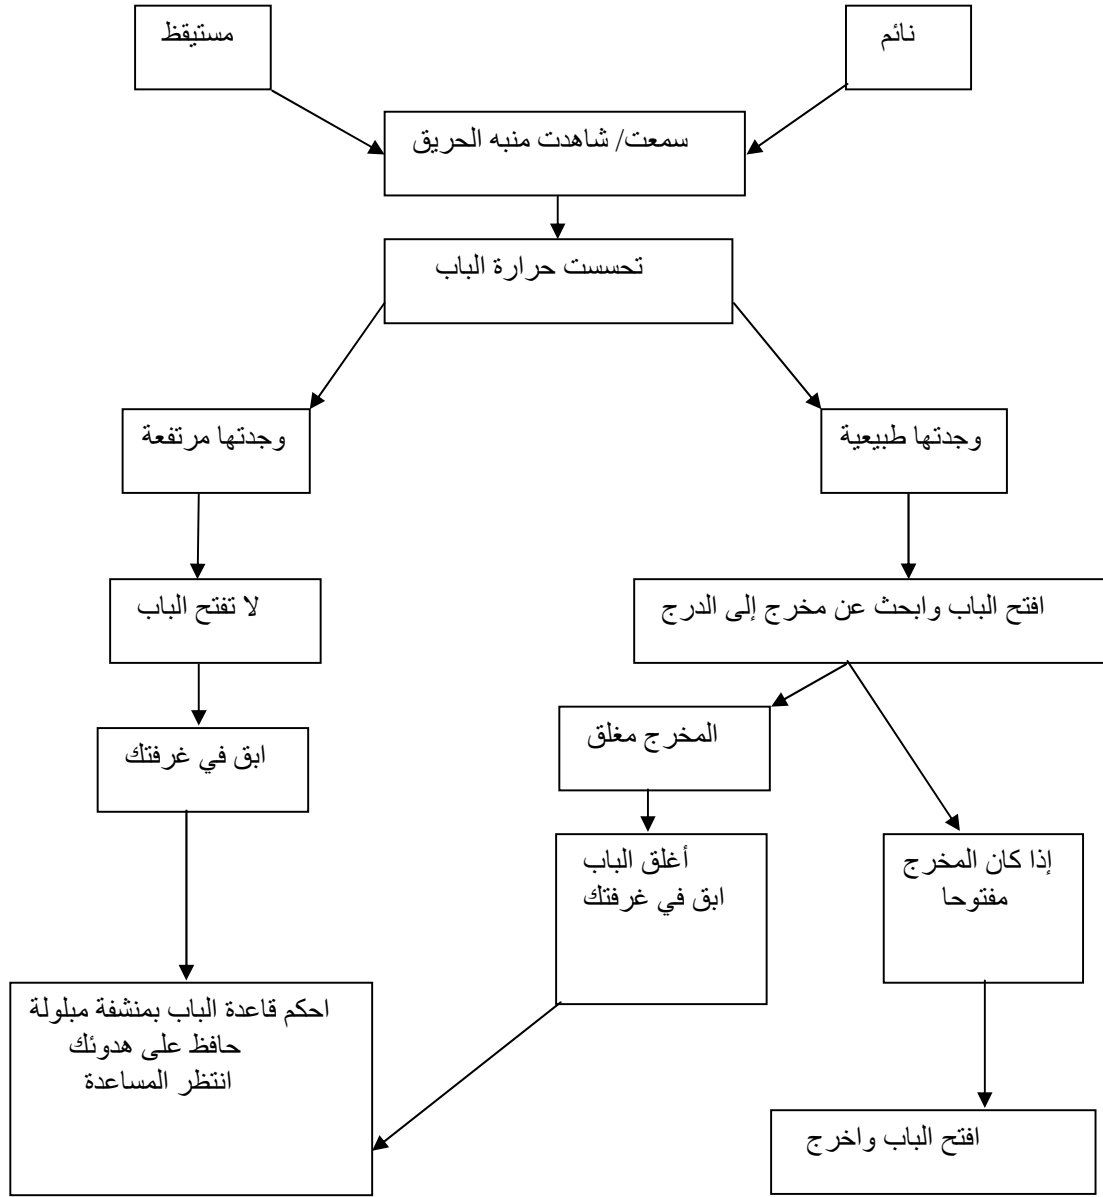 نائم
مستيقظ
سمعت/ شاهدت منبه الحريق
تحسست حرارة الباب
وجدتها طبيعية
وجدتها مرتفعة
افتح الباب وابحث عن مخرج إلى الدرج
لا تفتح الباب
المخرج مغلق
ابق في غرفتك
إذا كان المخرج
مفتوحا
أغلق الباب
ابق في غرفتك
احكم قاعدة الباب بمنشفة مبلولة
حافظ على هدوئك
انتظر المساعدة
افتح الباب واخرج